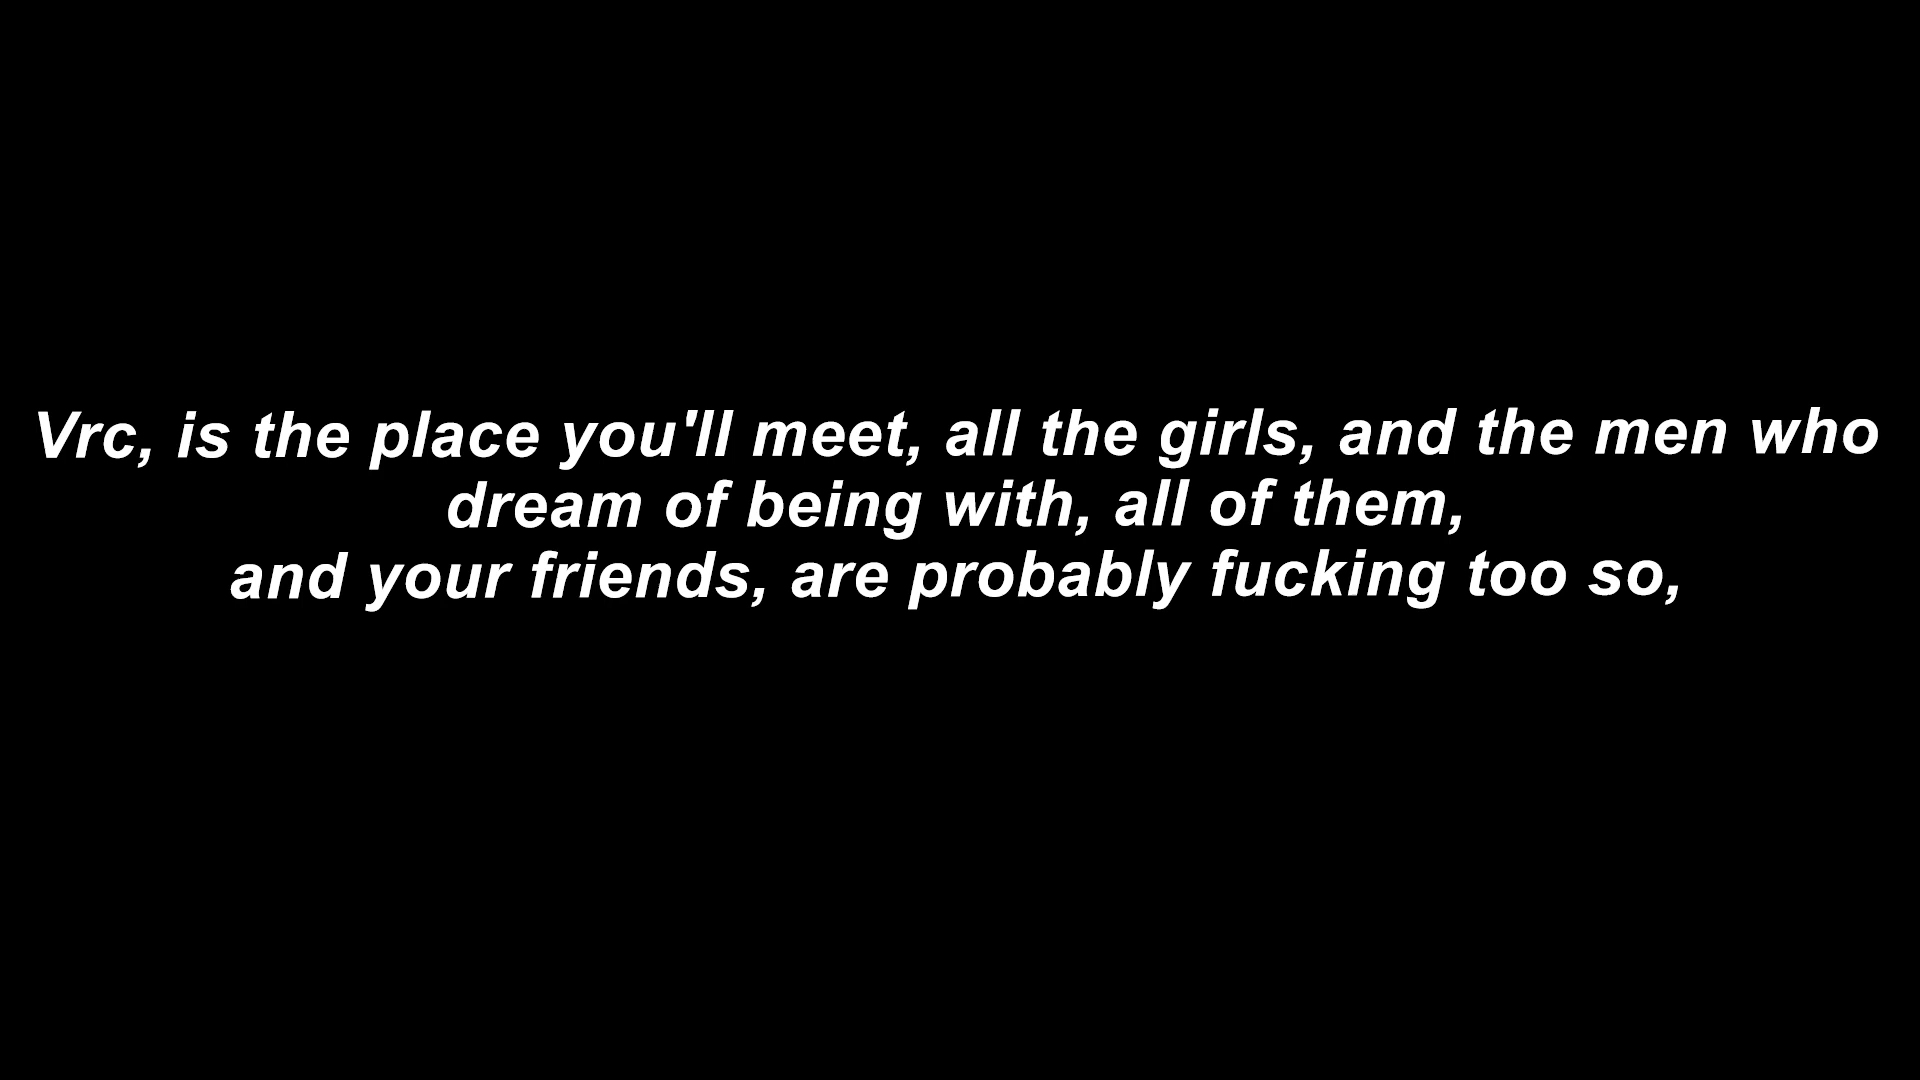 Vrc, is the place you'll meet, all the girls, and the men who
dream of being with, all of them,
and your friends, are probably fucking too so,